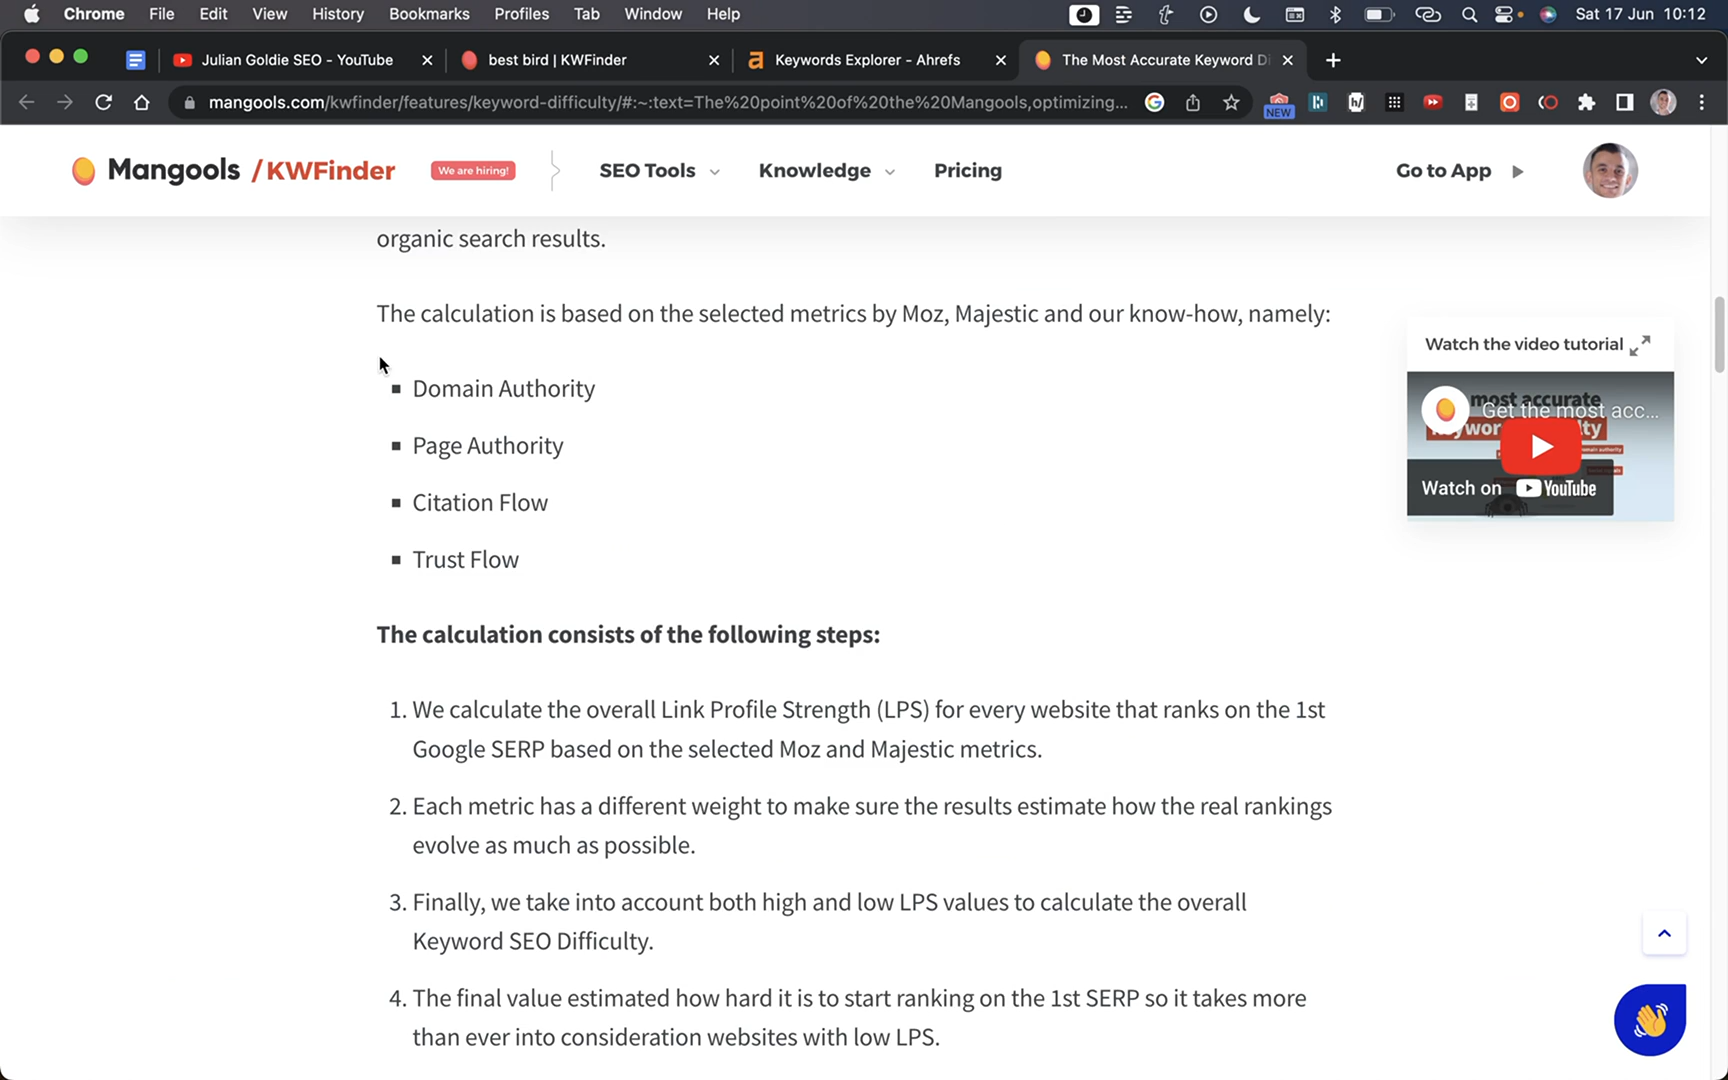 Chrome File Edit View History Bookmarks Profiles Tab Window Help Sat 17 Jun 10:12
Julian Goldie SEO - YouTube best bird | KWFinder Keywords Explorer - Ahrefs The Most Accurate Keyword Di
mangools.com/kwfinder/features/keyword-difficulty/#:~:text=The%20point%20of%20the%20Mangools,optimizing...
NEW
Mangools / KWFinder We are hiring! SEO Tools Knowledge Pricing Go to App
organic search results.
The calculation is based on the selected metrics by Moz, Majestic and our know-how, namely:
Watch the video tutorial
▪ Domain Authority
most accurate
Get the most acc...
▪ Page Authority
Watch on YouTube
▪ Citation Flow
▪ Trust Flow
The calculation consists of the following steps:
1. We calculate the overall Link Profile Strength (LPS) for every website that ranks on the 1st
Google SERP based on the selected Moz and Majestic metrics.
2. Each metric has a different weight to make sure the results estimate how the real rankings
evolve as much as possible.
3. Finally, we take into account both high and low LPS values to calculate the overall
Keyword SEO Difficulty.
4. The final value estimated how hard it is to start ranking on the 1st SERP so it takes more
than ever into consideration websites with low LPS.